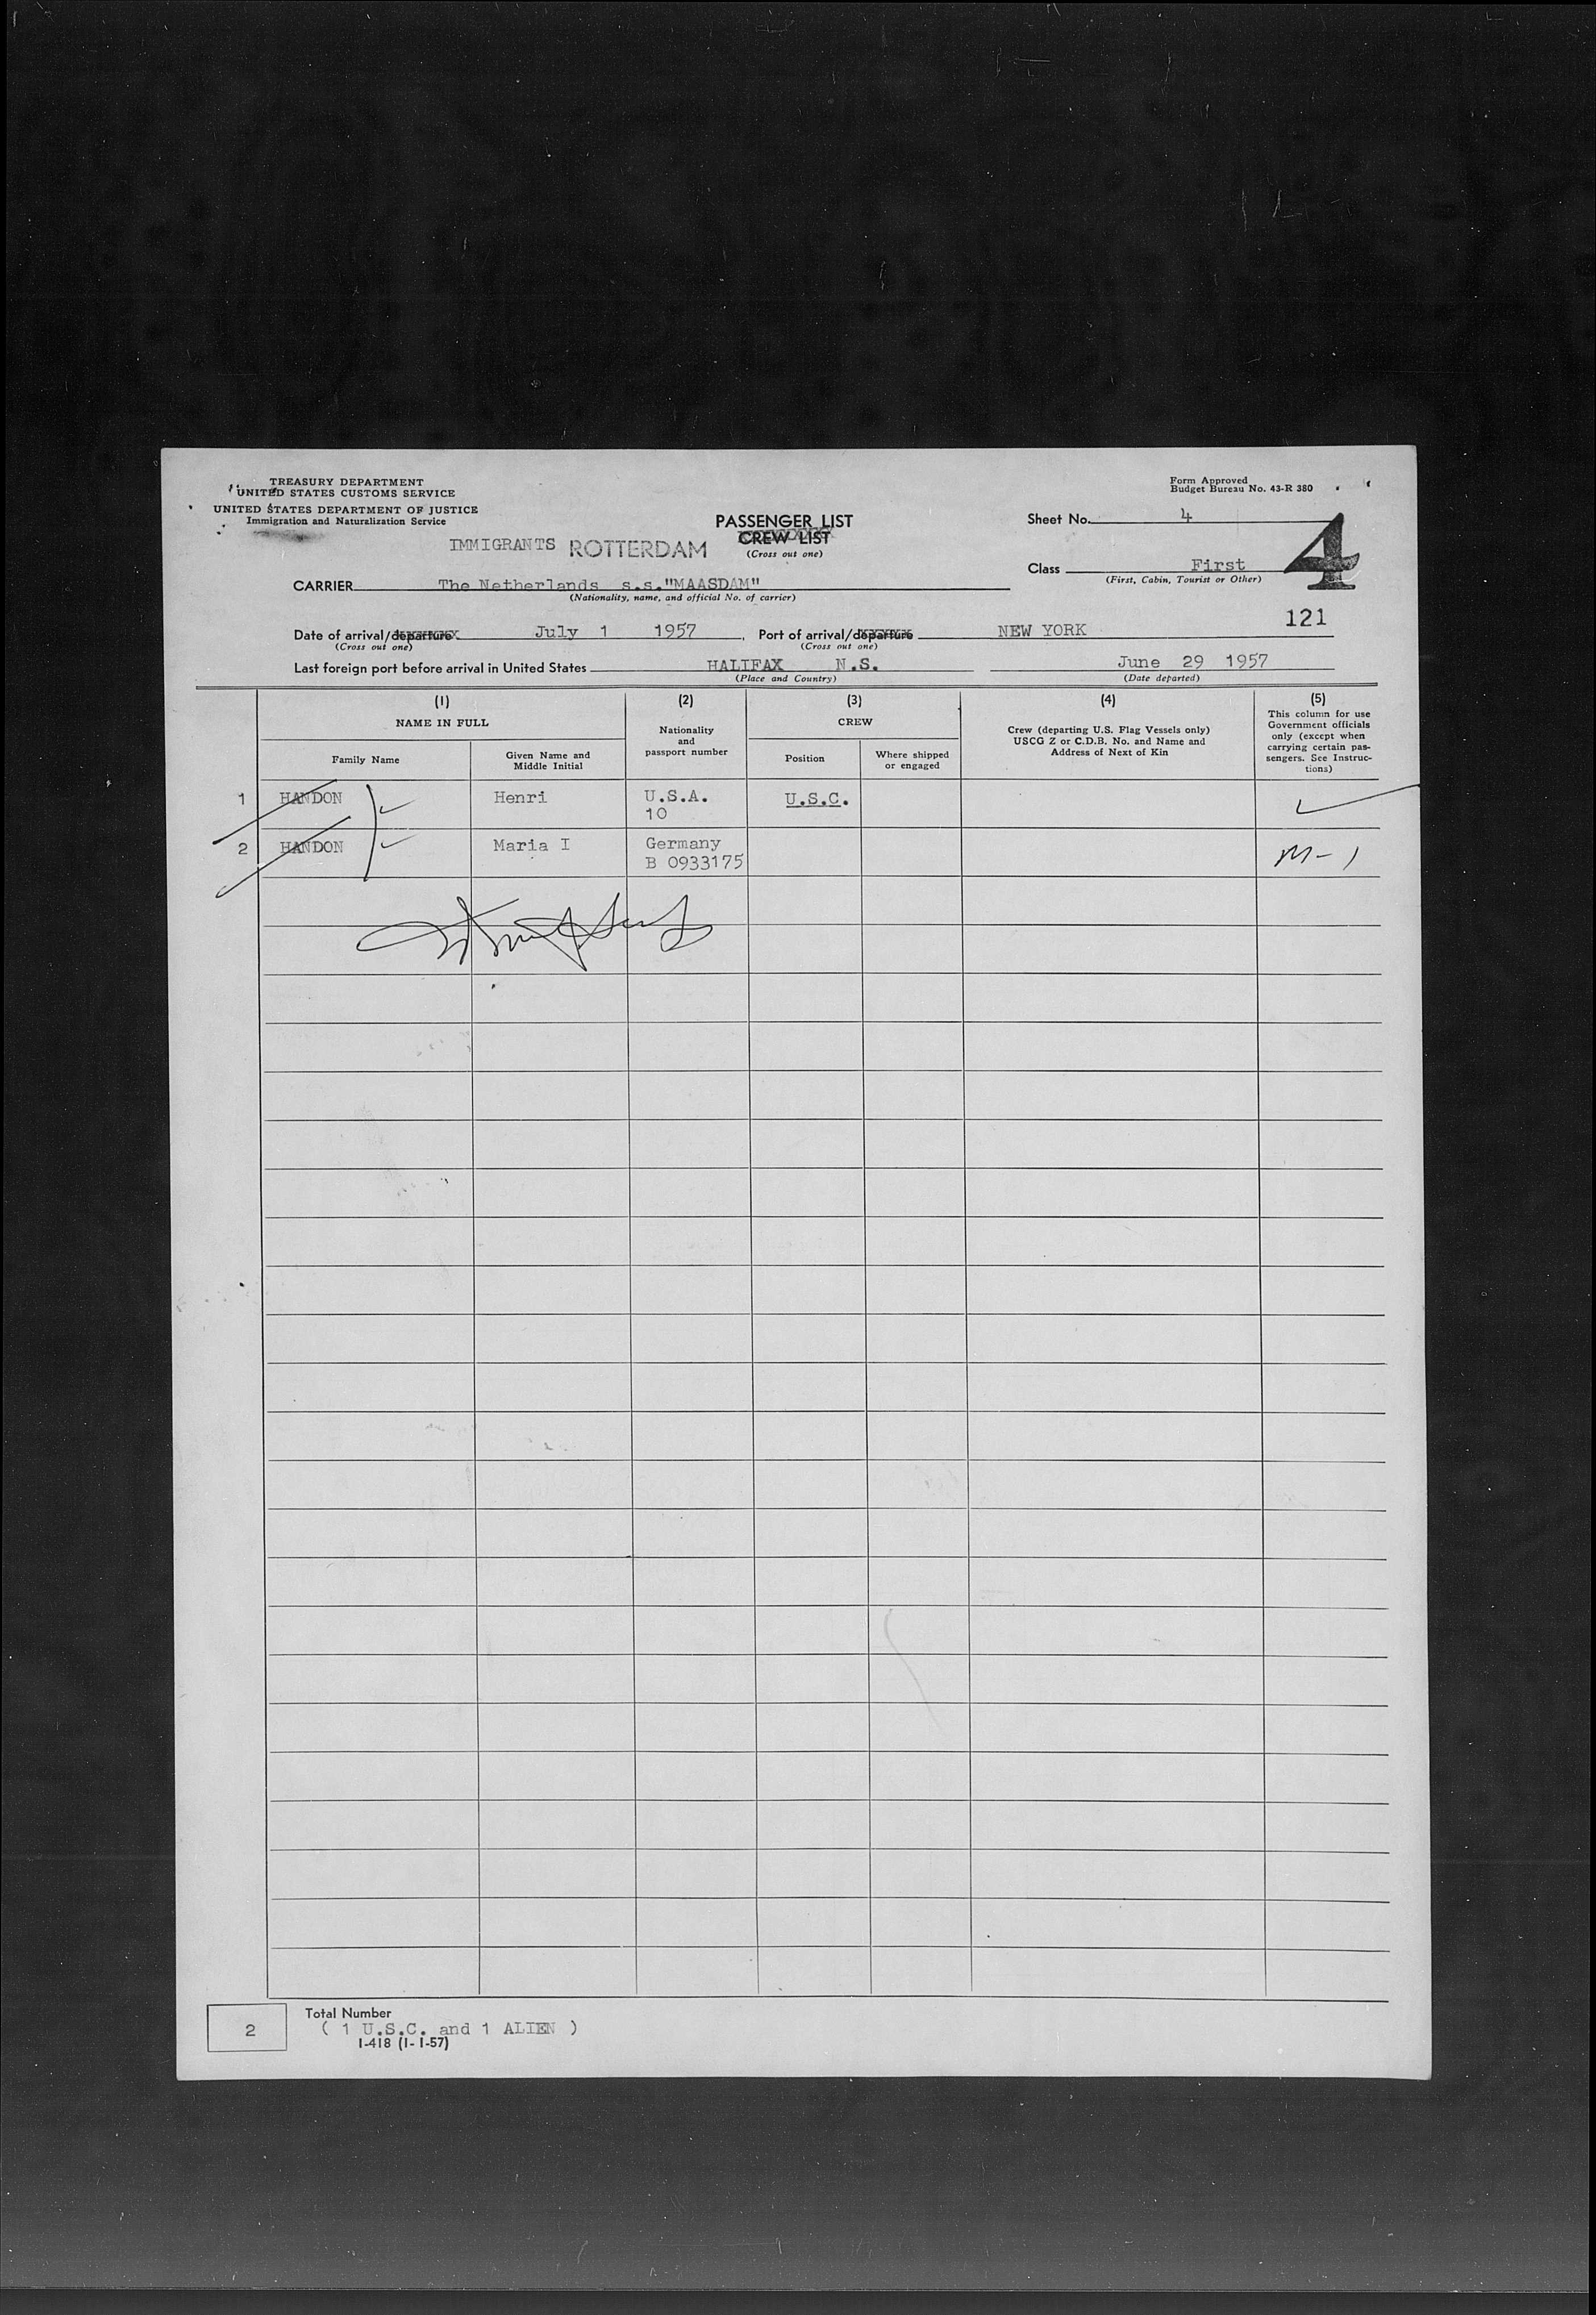 TREASURY DEPARTMENT
UNITED STATES CUSTOMS SERVICE
UNITED STATES DEPARTMENT OF JUSTICE
Immigration and Naturalization Service
Form Approved
Budget Bureau No. 43-R 380
PASSENGER LIST
CREW LIST
(Cross out one)
IMMIGRANTS ROTTERDAM
Sheet No. 4
4
Class First
(First, Cabin, Tourist or Other)
CARRIER The Netherlands s.s."MAASDAM"
(Nationality, name, and official No. of carrier)
121
Date of arrival/departure July 1 1957, Port of arrival/departure NEW YORK
(Cross out one) (Cross out one)
Last foreign port before arrival in United States HALIFAX N.S. June 29 1957
(Place and Country) (Date departed)
(1) (2) (3) (4) (5)
NAME IN FULL
Family Name
Given Name and
Middle Initial
Nationality
and
passport number
CREW
Position
Where shipped
or engaged
Crew (departing U.S. Flag Vessels only)
USCG Z or C.D.B. No. and Name and
Address of Next of Kin
This column for use
Government officials
only (except when
carrying certain pas-
sengers. See Instruc-
tions)
1 HANDON Henri U.S.A. U.S.C.
10
2 HANDON Maria I Germany M-1
B 0933175
2
Total Number
( 1 U.S.C. and 1 ALIEN )
I-418 (1-1-57)